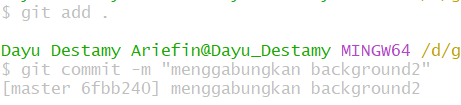 $ git add .
Dayu Destamy Ariefin@Dayu_Destamy MINGW64 /d/g
$ git commit -m "menggabungkan background2"
[master 6fbb240] menggabungkan background2